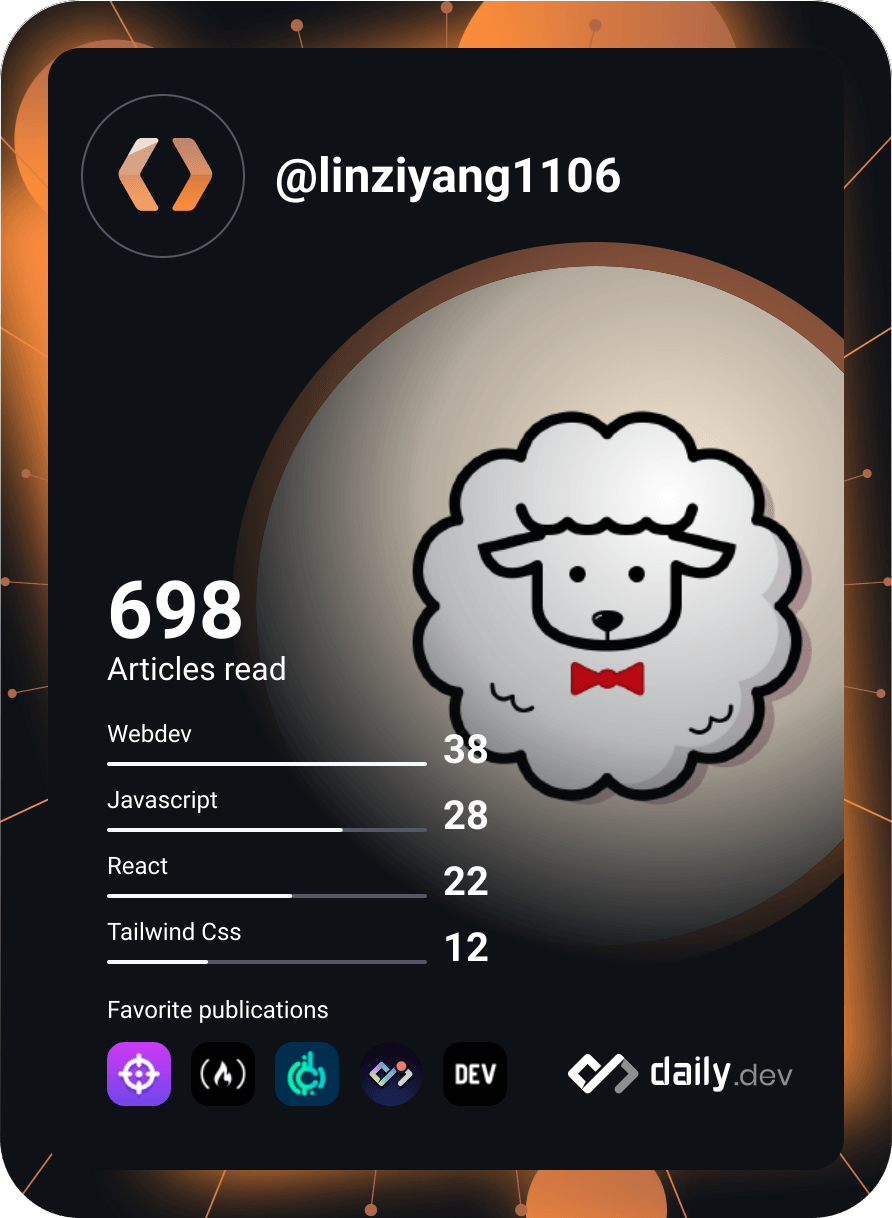 @linziyang1106
698
Articles read
Webdev
38
Javascript
28
React
22
Tailwind Css
12
Favorite publications
DEV
daily.dev